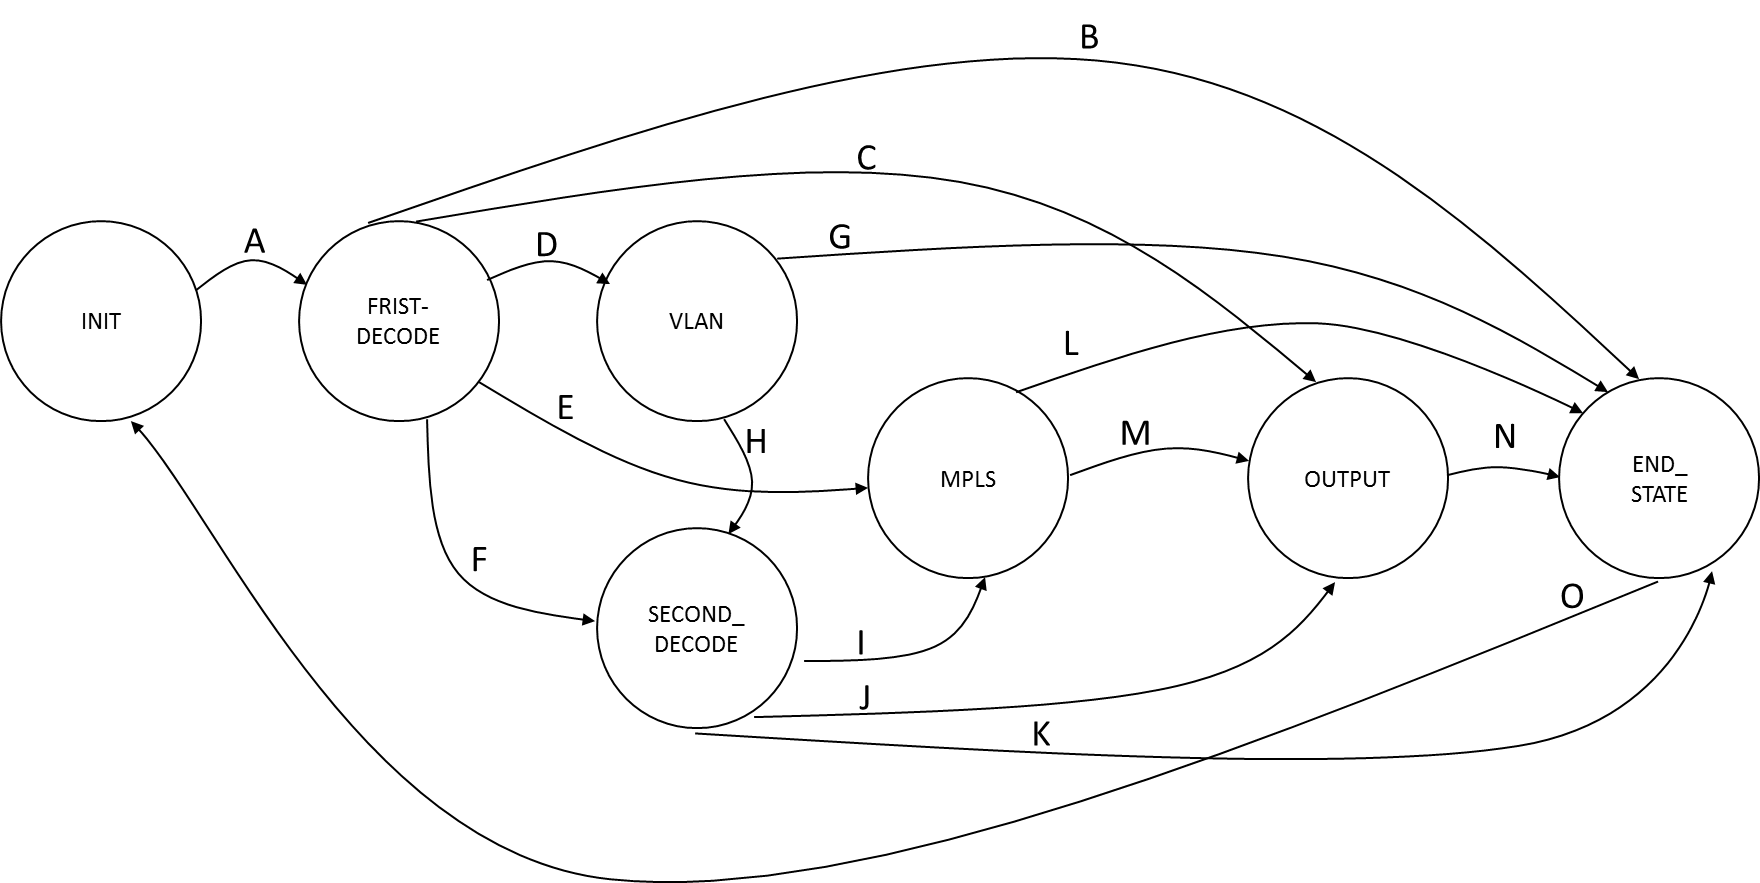 B
C
A
D
G
INIT
FRIST-
DECODE
VLAN
L
E
H
M
N
MPLS
OUTPUT
END_
STATE
F
SECOND_
DECODE
I
J
K
O